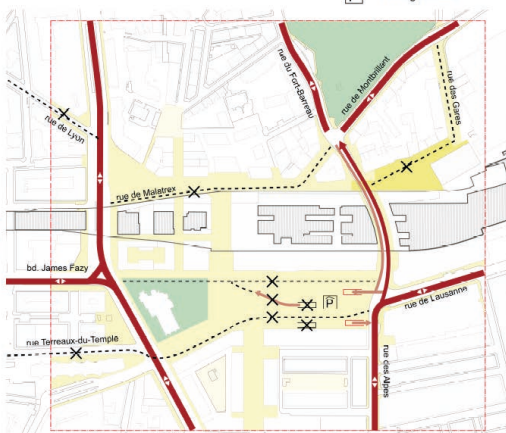 rue du Fort-Barreau
rue de Montbrillant
rue des Gares
rue de Lyon
rue de Malatrex
bd. James Fazy
P
rue de Lausanne
rue Terreaux-du-Temple
rue des Alpes